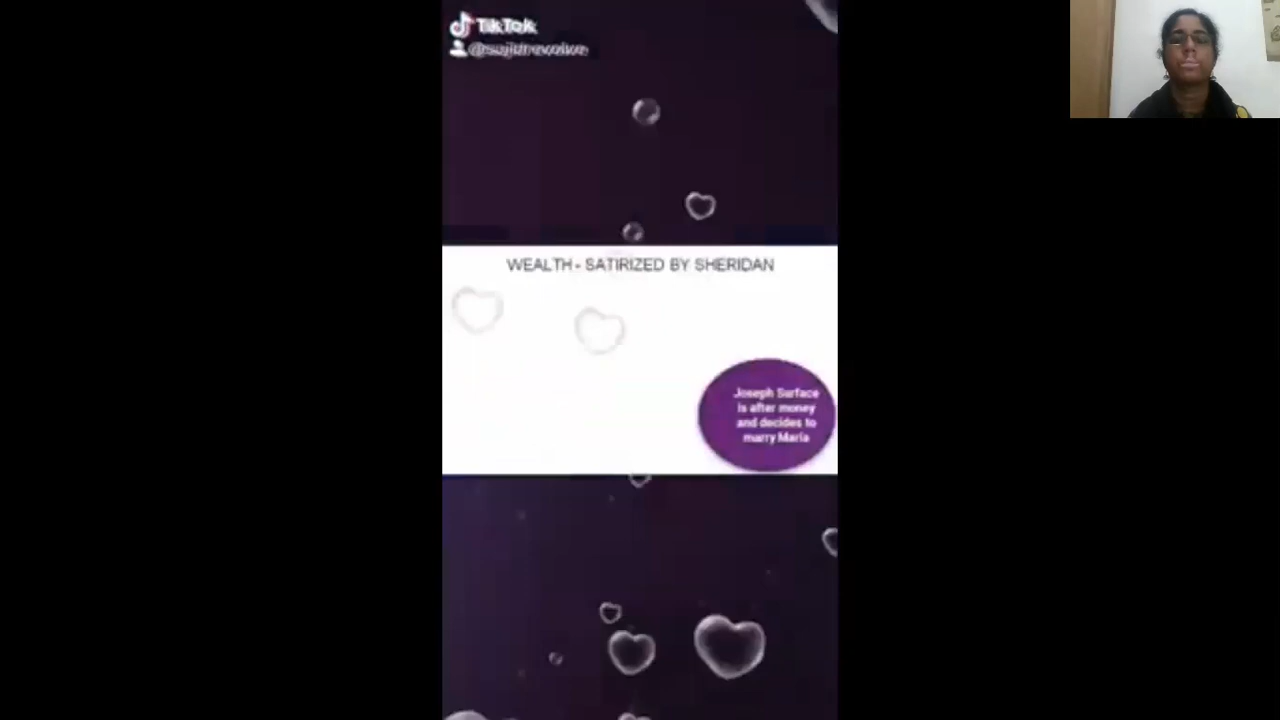 TikTok
WEALTH - SATIRIZED BY SHERIDAN
Joseph Surface
is after money
and decides to
marry Maria